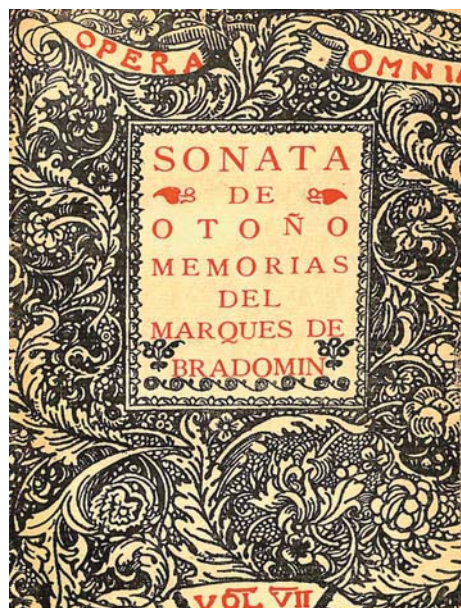 OPERA OMNIA
SONATA
DE
OTOÑO
MEMORIAS
DEL
MARQUES DE
BRADOMIN
VOL VII